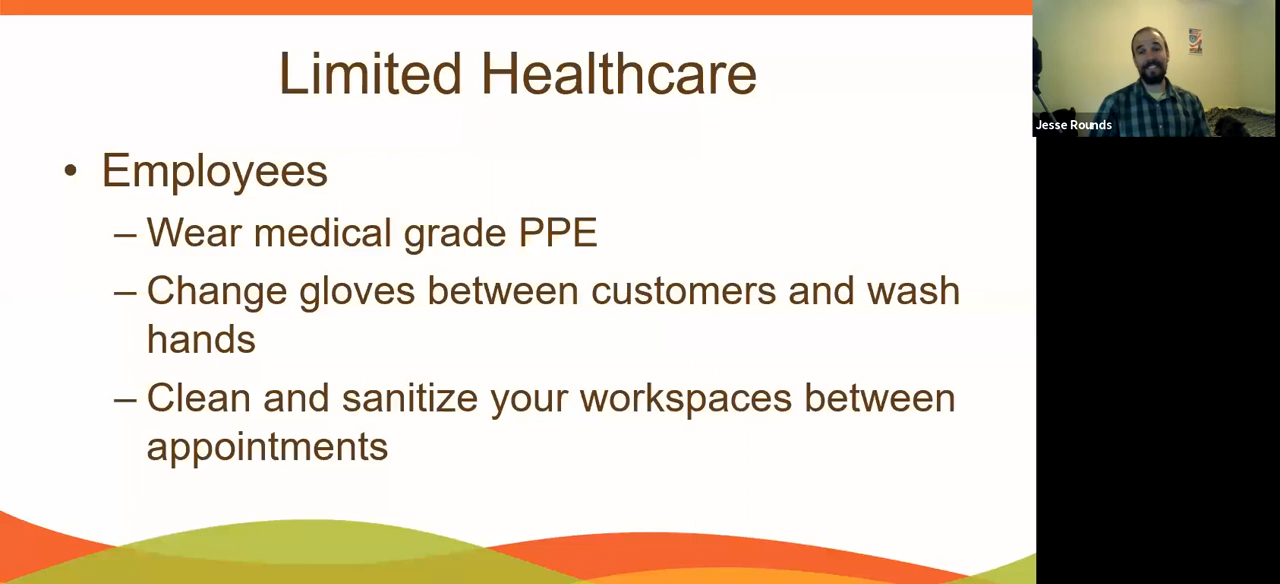 Limited Healthcare
• Employees
– Wear medical grade PPE
– Change gloves between customers and wash
hands
– Clean and sanitize your workspaces between
appointments
Jesse Rounds